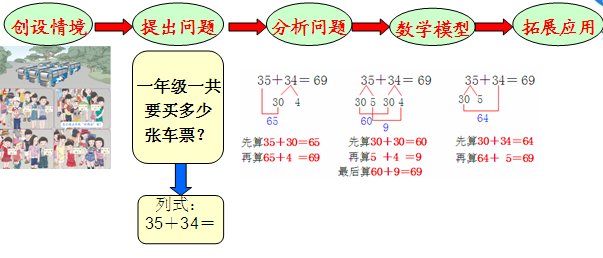 创设情境 提出问题 分析问题 数学模型 拓展应用
一年级一共
要买多少
张车票？
列式：
35＋34＝
35＋34＝69
30 4
65
先算35＋30＝65
再算65＋4 ＝69
35＋34＝69
30 5 30 4
60
9
先算30＋30＝60
再算5 ＋4 ＝9
最后算60＋9＝69
35＋34＝69
30 5
64
先算30＋34＝64
再算64＋ 5＝69